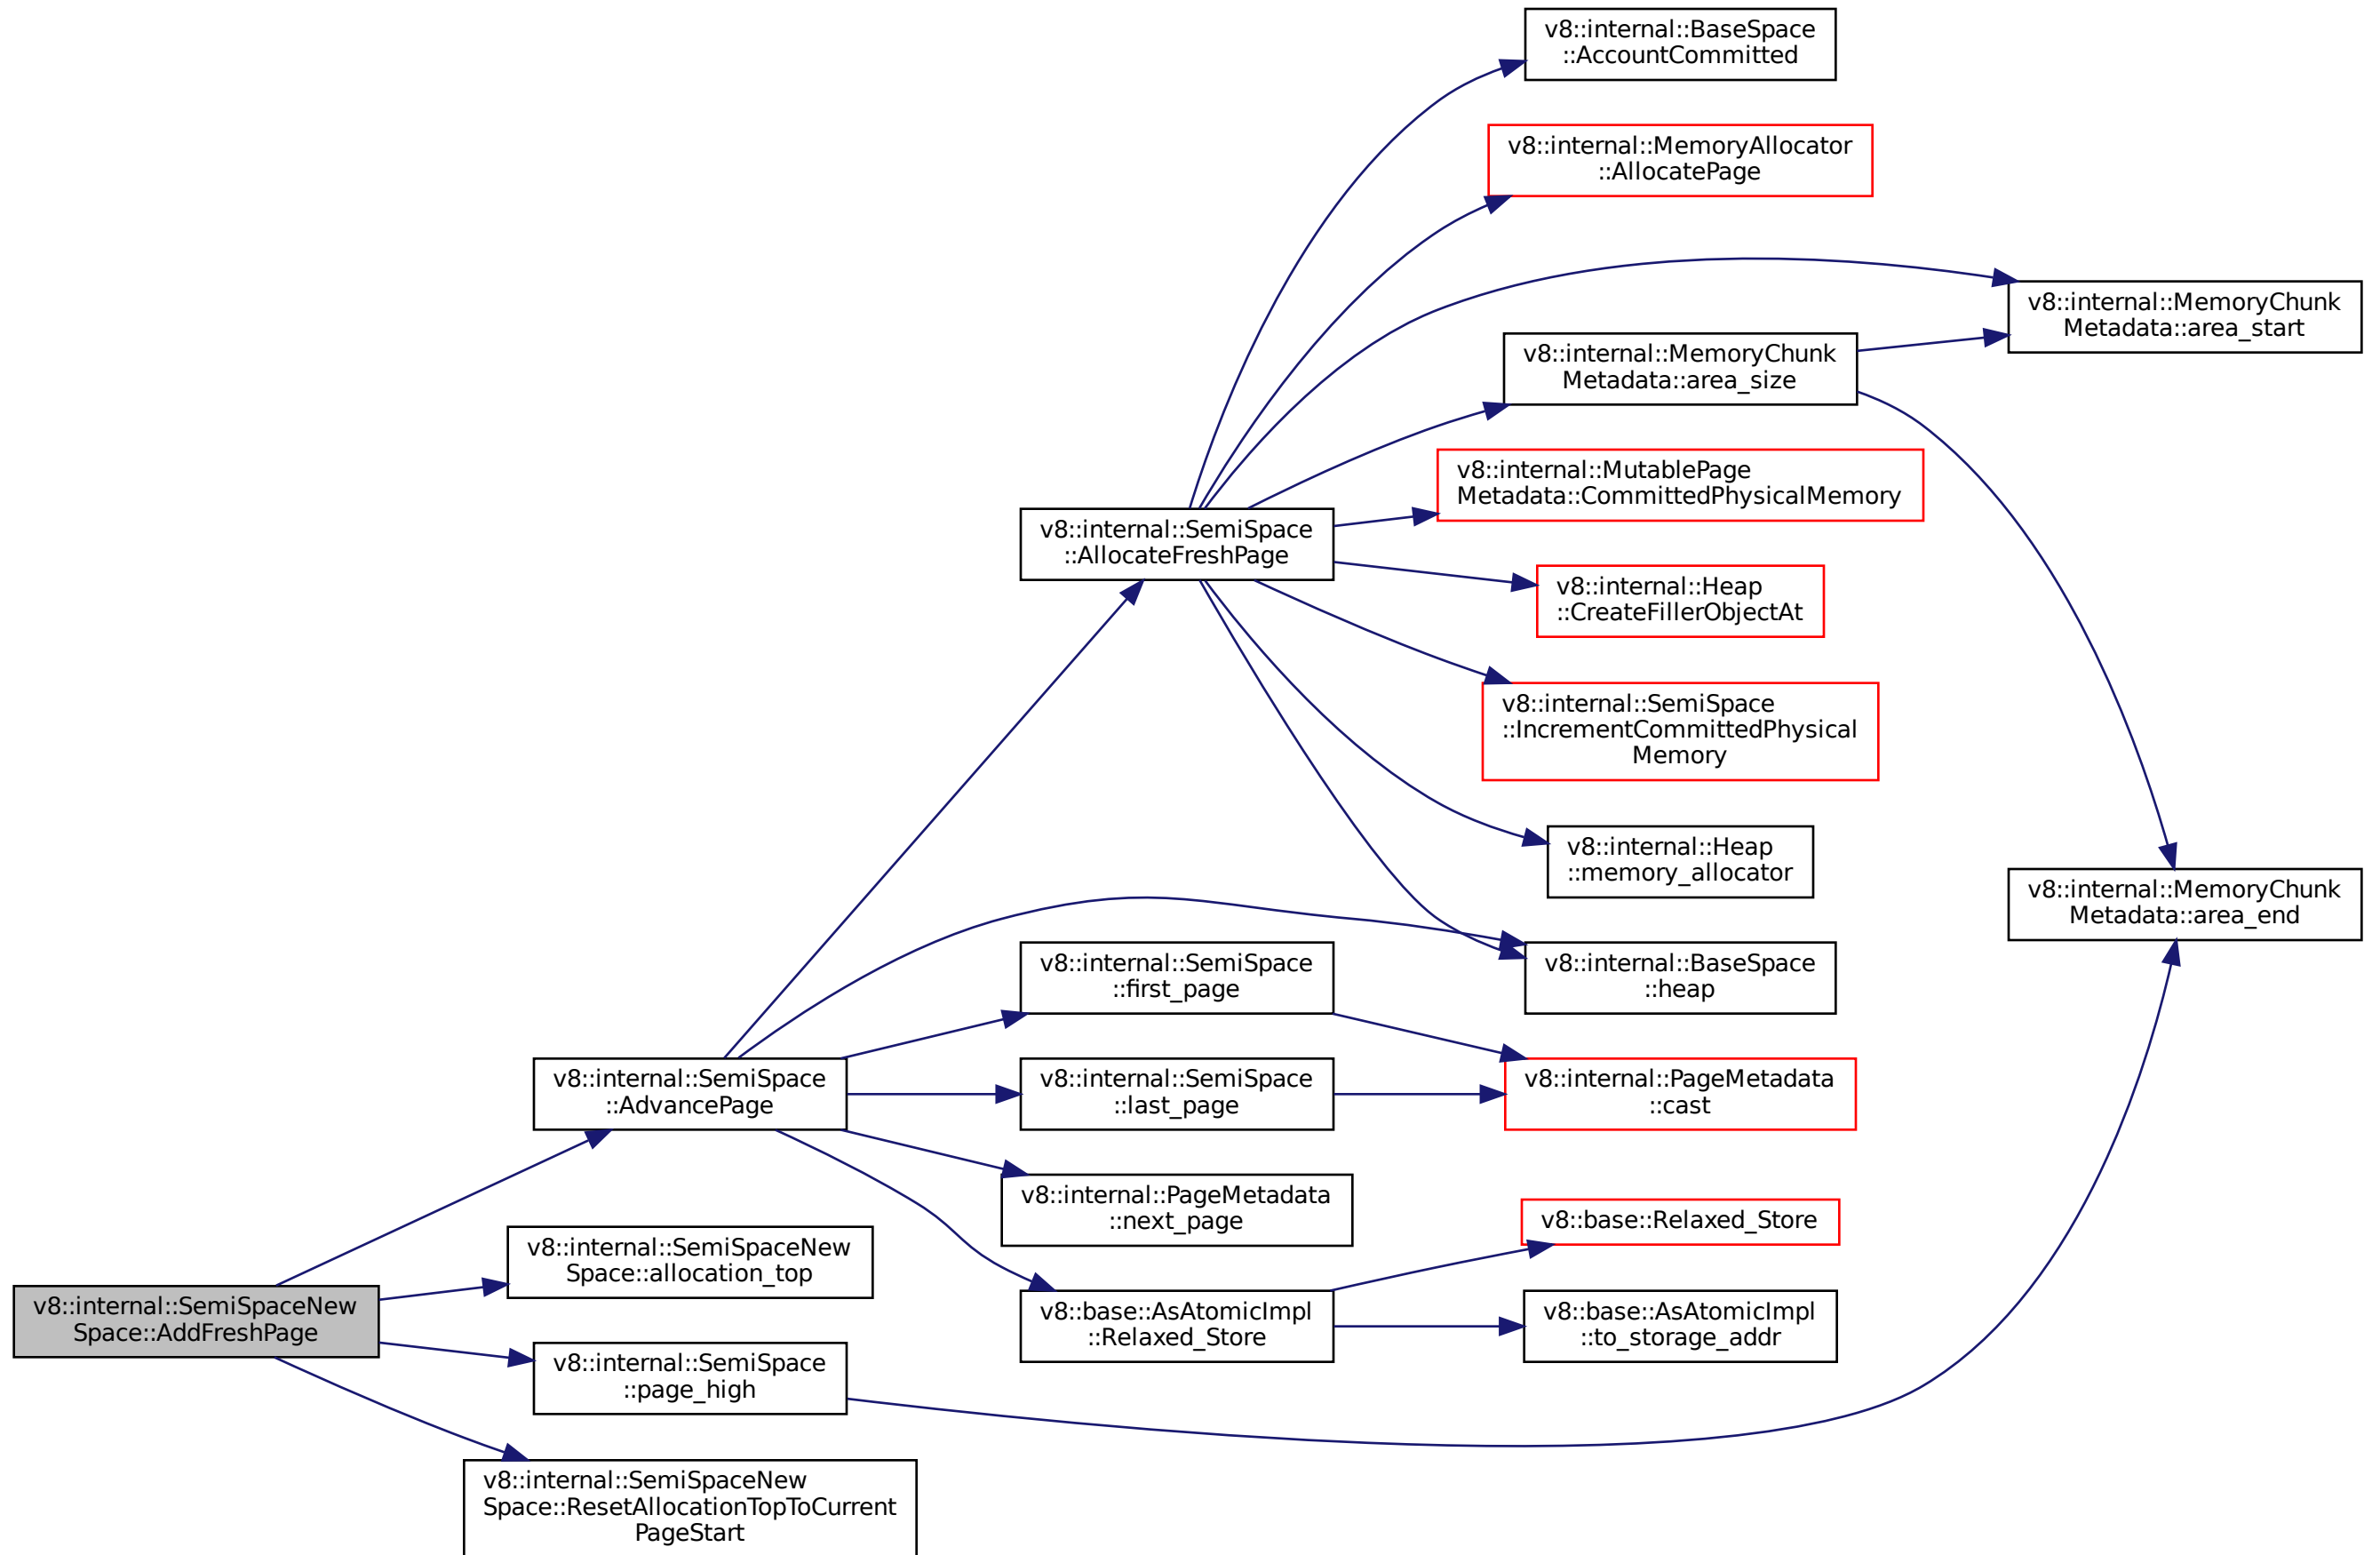 v8::internal::BaseSpace
::AccountCommitted
v8::internal::MemoryAllocator
::AllocatePage
v8::internal::MemoryChunk
Metadata::area_start
v8::internal::MemoryChunk
Metadata::area_size
v8::internal::MutablePage
Metadata::CommittedPhysicalMemory
v8::internal::SemiSpace
::AllocateFreshPage
v8::internal::Heap
::CreateFillerObjectAt
v8::internal::SemiSpace
::IncrementCommittedPhysical
Memory
v8::internal::Heap
::memory_allocator
v8::internal::MemoryChunk
Metadata::area_end
v8::internal::SemiSpace
::first_page
v8::internal::BaseSpace
::heap
v8::internal::SemiSpace
::AdvancePage
v8::internal::SemiSpace
::last_page
v8::internal::PageMetadata
::cast
v8::internal::PageMetadata
::next_page
v8::base::Relaxed_Store
v8::internal::SemiSpaceNew
Space::allocation_top
v8::internal::SemiSpaceNew
Space::AddFreshPage
v8::base::AsAtomicImpl
::Relaxed_Store
v8::base::AsAtomicImpl
::to_storage_addr
v8::internal::SemiSpace
::page_high
v8::internal::SemiSpaceNew
Space::ResetAllocationTopToCurrent
PageStart